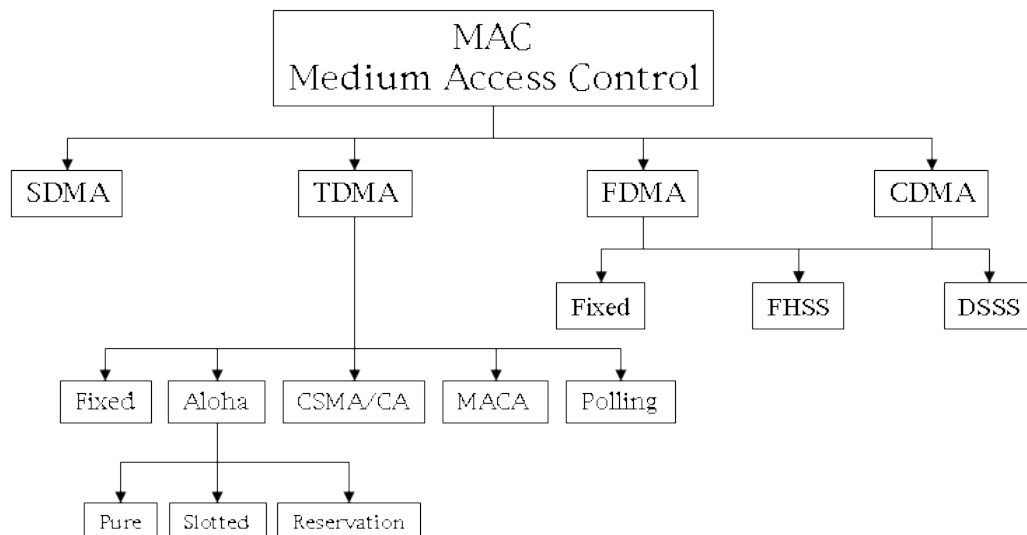 MAC
Medium Access Control
SDMA
TDMA
FDMA
CDMA
Fixed
FHSS
DSSS
Fixed
Aloha
CSMA/CA
MACA
Polling
Pure
Slotted
Reservation